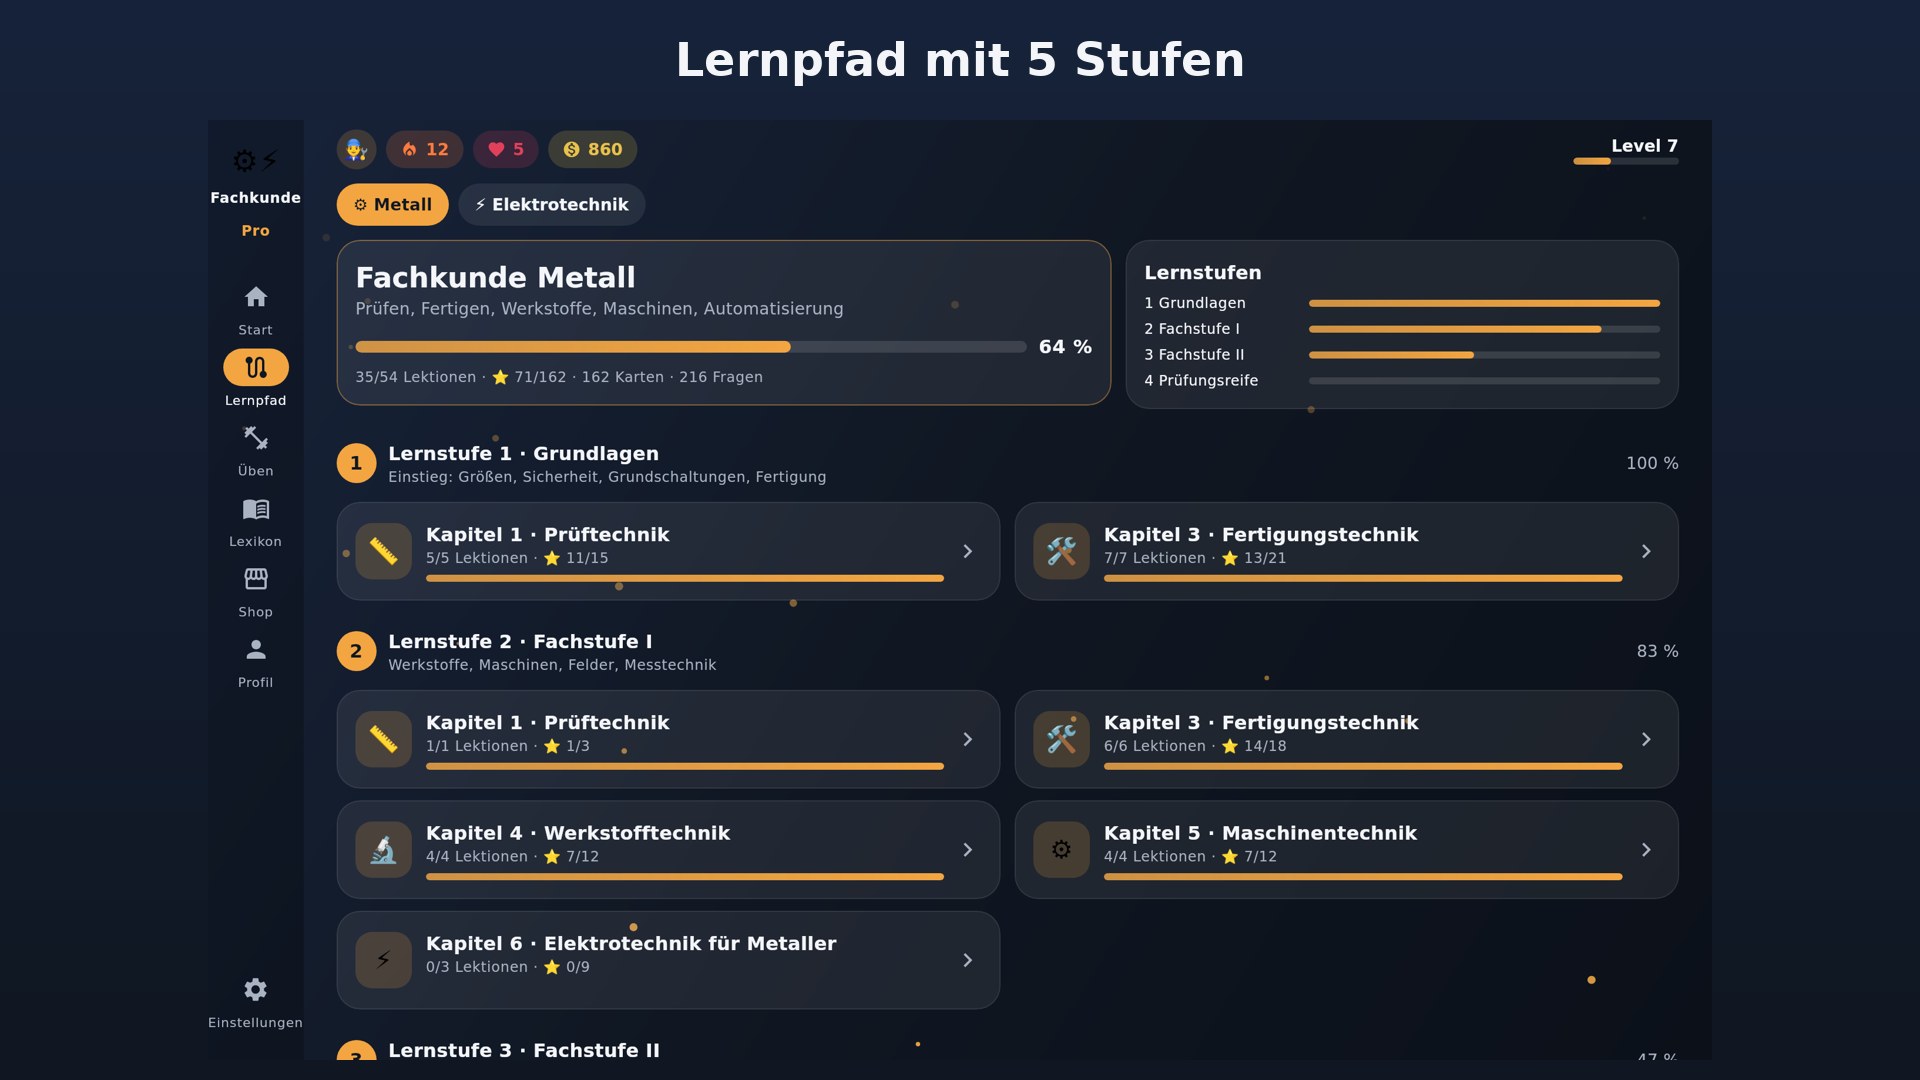 Lernpfad mit 5 Stufen
Fachkunde
Pro
Start
Lernpfad
Üben
Lexikon
Shop
Profil
Einstellungen
12
5
860
Level 7
Metall
Elektrotechnik
Fachkunde Metall
Prüfen, Fertigen, Werkstoffe, Maschinen, Automatisierung
64 %
35/54 Lektionen · ⭐ 71/162 · 162 Karten · 216 Fragen
Lernstufen
1 Grundlagen
2 Fachstufe I
3 Fachstufe II
4 Prüfungsreife
1
Lernstufe 1 · Grundlagen
Einstieg: Größen, Sicherheit, Grundschaltungen, Fertigung
100 %
Kapitel 1 · Prüftechnik
5/5 Lektionen · ⭐ 11/15
Kapitel 3 · Fertigungstechnik
7/7 Lektionen · ⭐ 13/21
2
Lernstufe 2 · Fachstufe I
Werkstoffe, Maschinen, Felder, Messtechnik
83 %
Kapitel 1 · Prüftechnik
1/1 Lektionen · ⭐ 1/3
Kapitel 3 · Fertigungstechnik
6/6 Lektionen · ⭐ 14/18
Kapitel 4 · Werkstofftechnik
4/4 Lektionen · ⭐ 7/12
Kapitel 5 · Maschinentechnik
4/4 Lektionen · ⭐ 7/12
Kapitel 6 · Elektrotechnik für Metaller
0/3 Lektionen · ⭐ 0/9
3
Lernstufe 3 · Fachstufe II
47 %